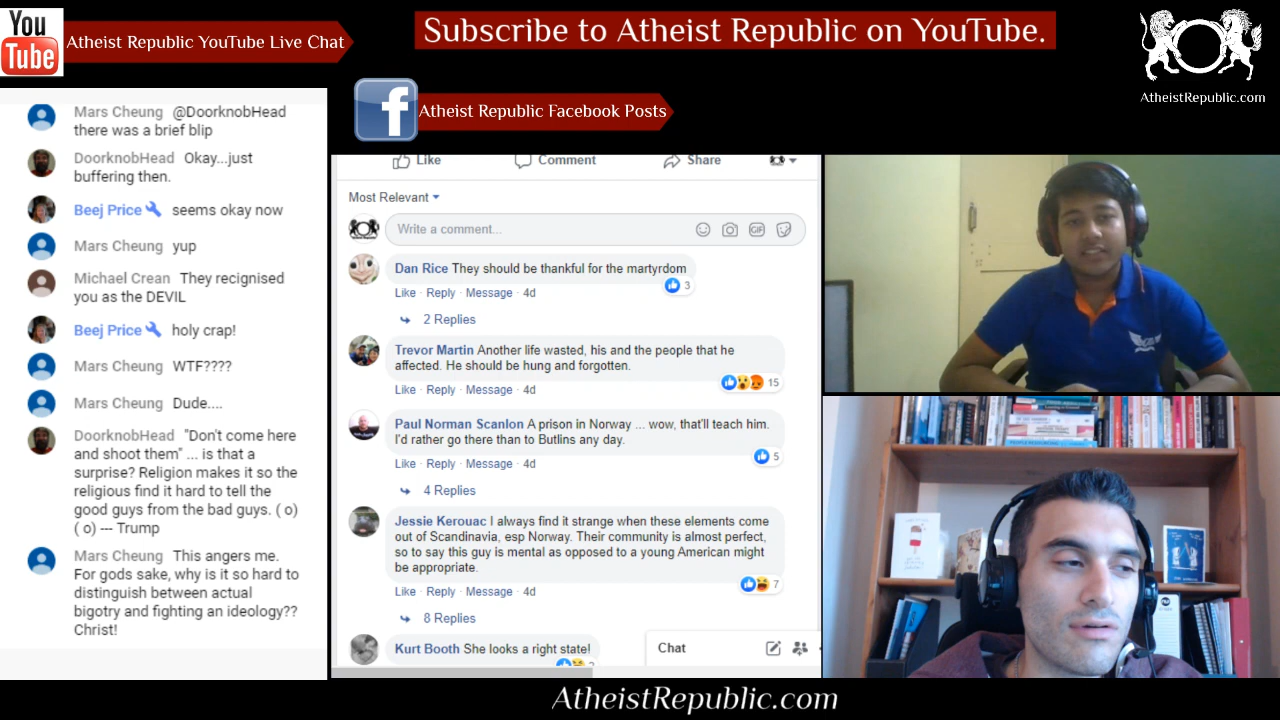 You
Tube
Atheist Republic YouTube Live Chat
Subscribe to Atheist Republic on YouTube.
AtheistRepublic.com
f
Atheist Republic Facebook Posts
Mars Cheung @DoorknobHead
there was a brief blip
DoorknobHead Okay...just
buffering then.
Beej Price seems okay now
Mars Cheung yup
Michael Crean They recignised
you as the DEVIL
Beej Price holy crap!
Mars Cheung WTF????
Mars Cheung Dude....
DoorknobHead "Don't come here
and shoot them" ... is that a
surprise? Religion makes it so the
religious find it hard to tell the
good guys from the bad guys. ( o)
( o) --- Trump
Mars Cheung This angers me.
For gods sake, why is it so hard to
distinguish between actual
bigotry and fighting an ideology??
Christ!
Like Comment Share
Most Relevant
Write a comment...
GIF
Dan Rice They should be thankful for the martyrdom
3
Like · Reply · Message · 4d
2 Replies
Trevor Martin Another life wasted, his and the people that he
affected. He should be hung and forgotten.
15
Like · Reply · Message · 4d
Paul Norman Scanlon A prison in Norway ... wow, that'll teach him.
I'd rather go there than to Butlins any day.
5
Like · Reply · Message · 4d
4 Replies
Jessie Kerouac I always find it strange when these elements come
out of Scandinavia, esp Norway. Their community is almost perfect,
so to say this guy is mental as opposed to a young American might
be appropriate.
7
Like · Reply · Message · 4d
8 Replies
Kurt Booth She looks a right state!
Chat
AtheistRepublic.com